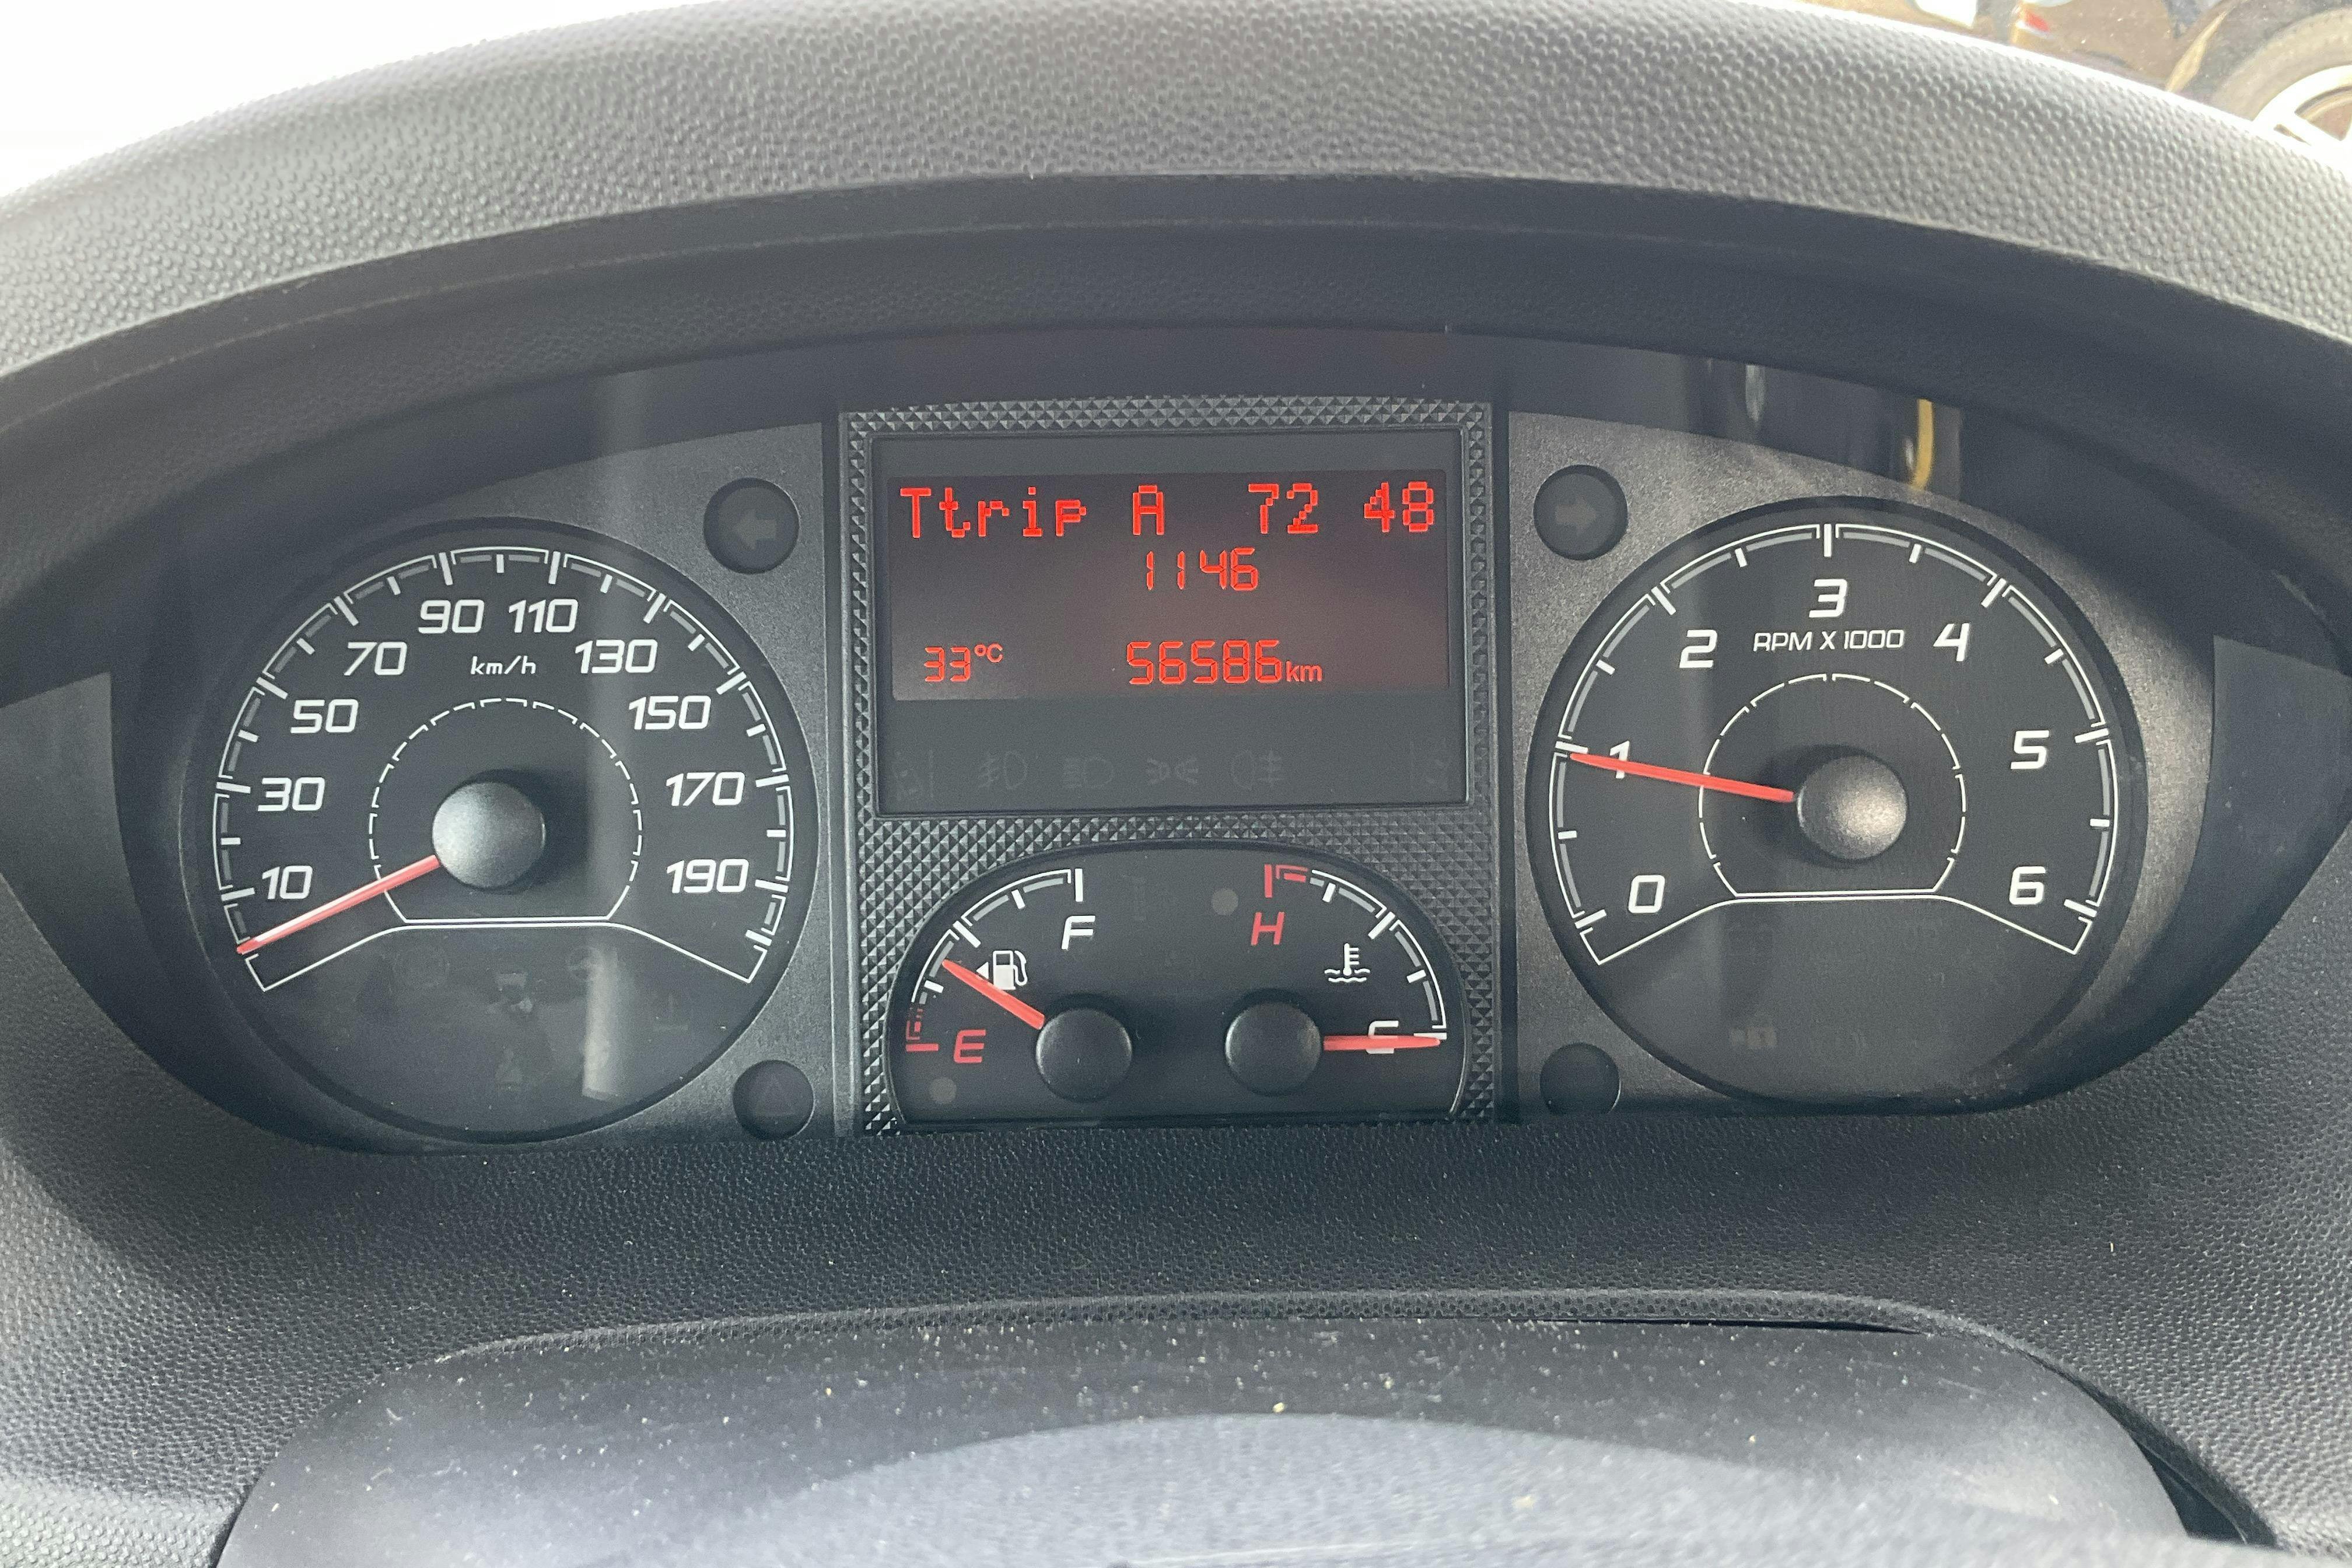 Ttrip A 72 48
1146
33°C 56586km
90 110
70 130
km/h
50 150
30 170
10 190
3
RPM X 1000
2 4
1 5
0 6
F H
E C